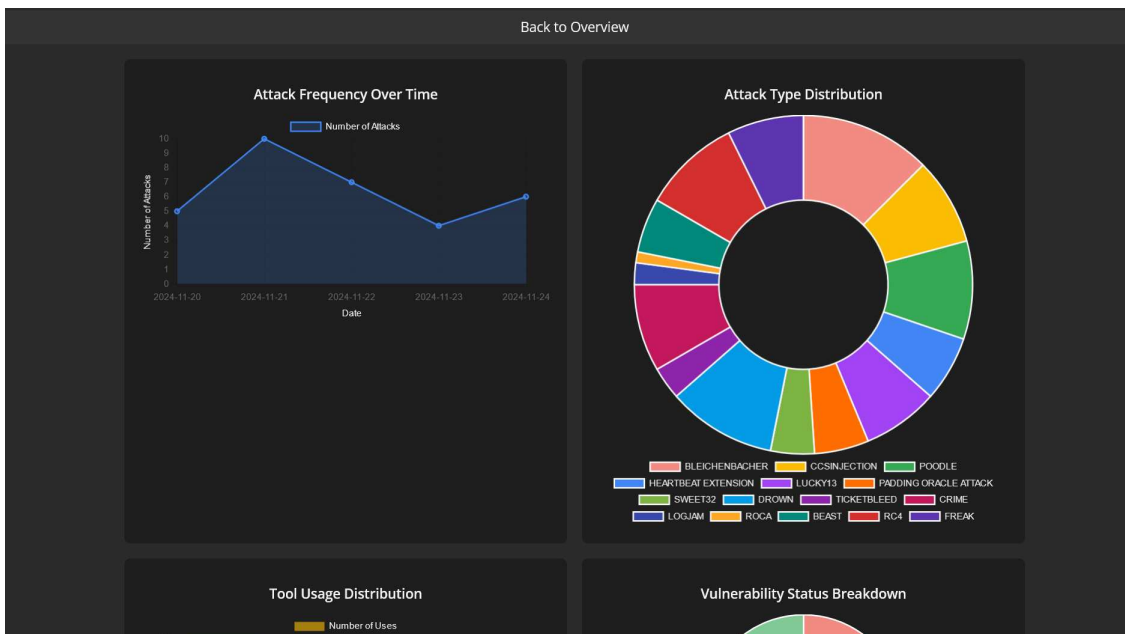 Back to Overview
Attack Frequency Over Time
Number of Attacks
10
9
8
7
6
5
4
3
2
1
0
Number of Attacks
2024-11-20 2024-11-21 2024-11-22 2024-11-23 2024-11-24
Date
Attack Type Distribution
BLEICHENBACHER CCSINJECTION POODLE
HEARTBEAT EXTENSION LUCKY13 PADDING ORACLE ATTACK
SWEET32 DROWN TICKETBLEED CRIME
LOGJAM ROCA BEAST RC4 FREAK
Tool Usage Distribution
Number of Uses
Vulnerability Status Breakdown